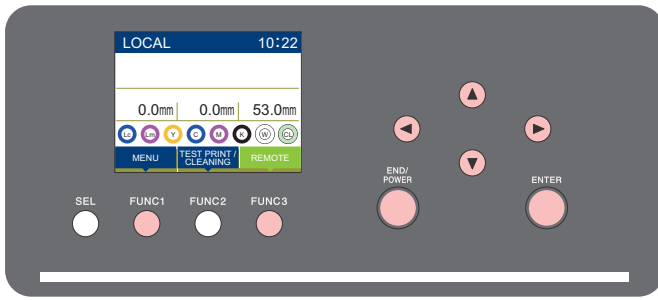 LOCAL 10:22
0.0mm 0.0mm 53.0mm
Lc Lm Y C M K W CL
MENU TEST PRINT / CLEANING REMOTE
END/
POWER
ENTER
SEL FUNC1 FUNC2 FUNC3